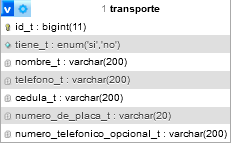 v 1 transporte
id_t : bigint(11)
tiene_t : enum('si','no')
nombre_t : varchar(200)
telefono_t : varchar(200)
cedula_t : varchar(200)
numero_de_placa_t : varchar(20)
numero_telefonico_opcional_t : varchar(200)